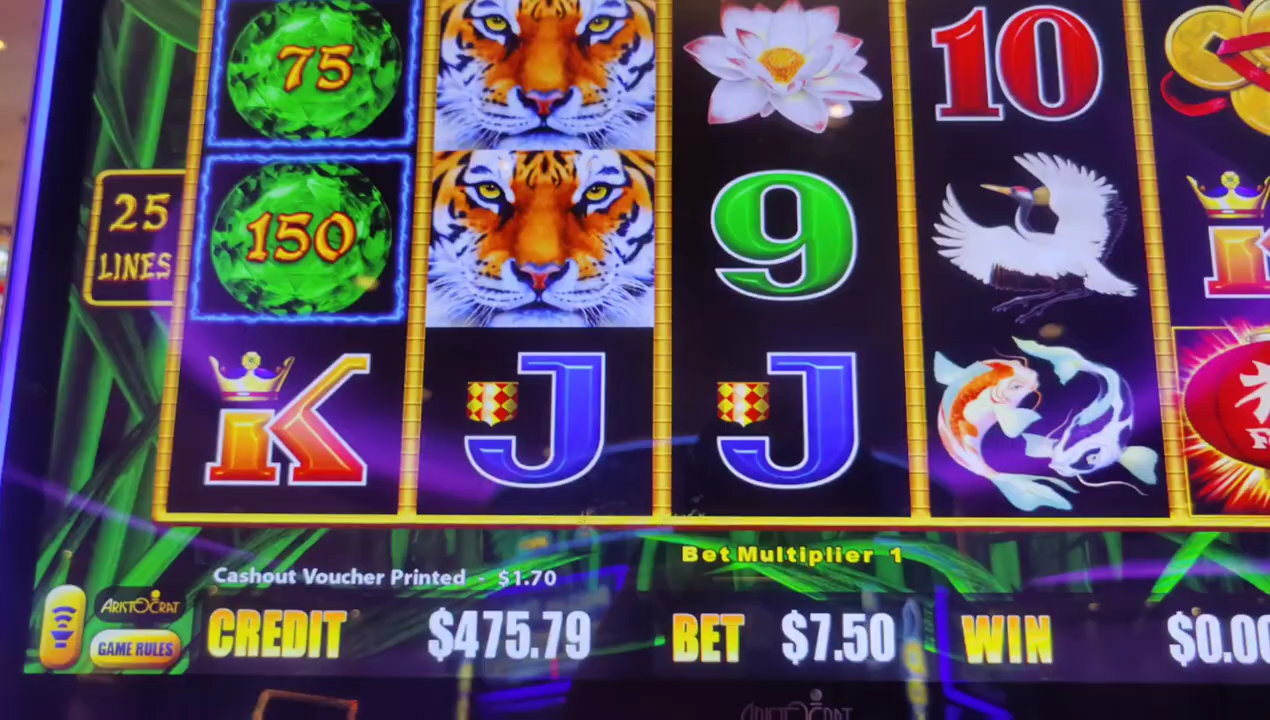 75
10
25
LINES
150
9
K
J
J
Cashout Voucher Printed - $1.70
Bet Multiplier 1
ARISTOCRAT
GAME RULES
CREDIT
$475.79
BET
$7.50
WIN
$0.00
ARISTOCRAT